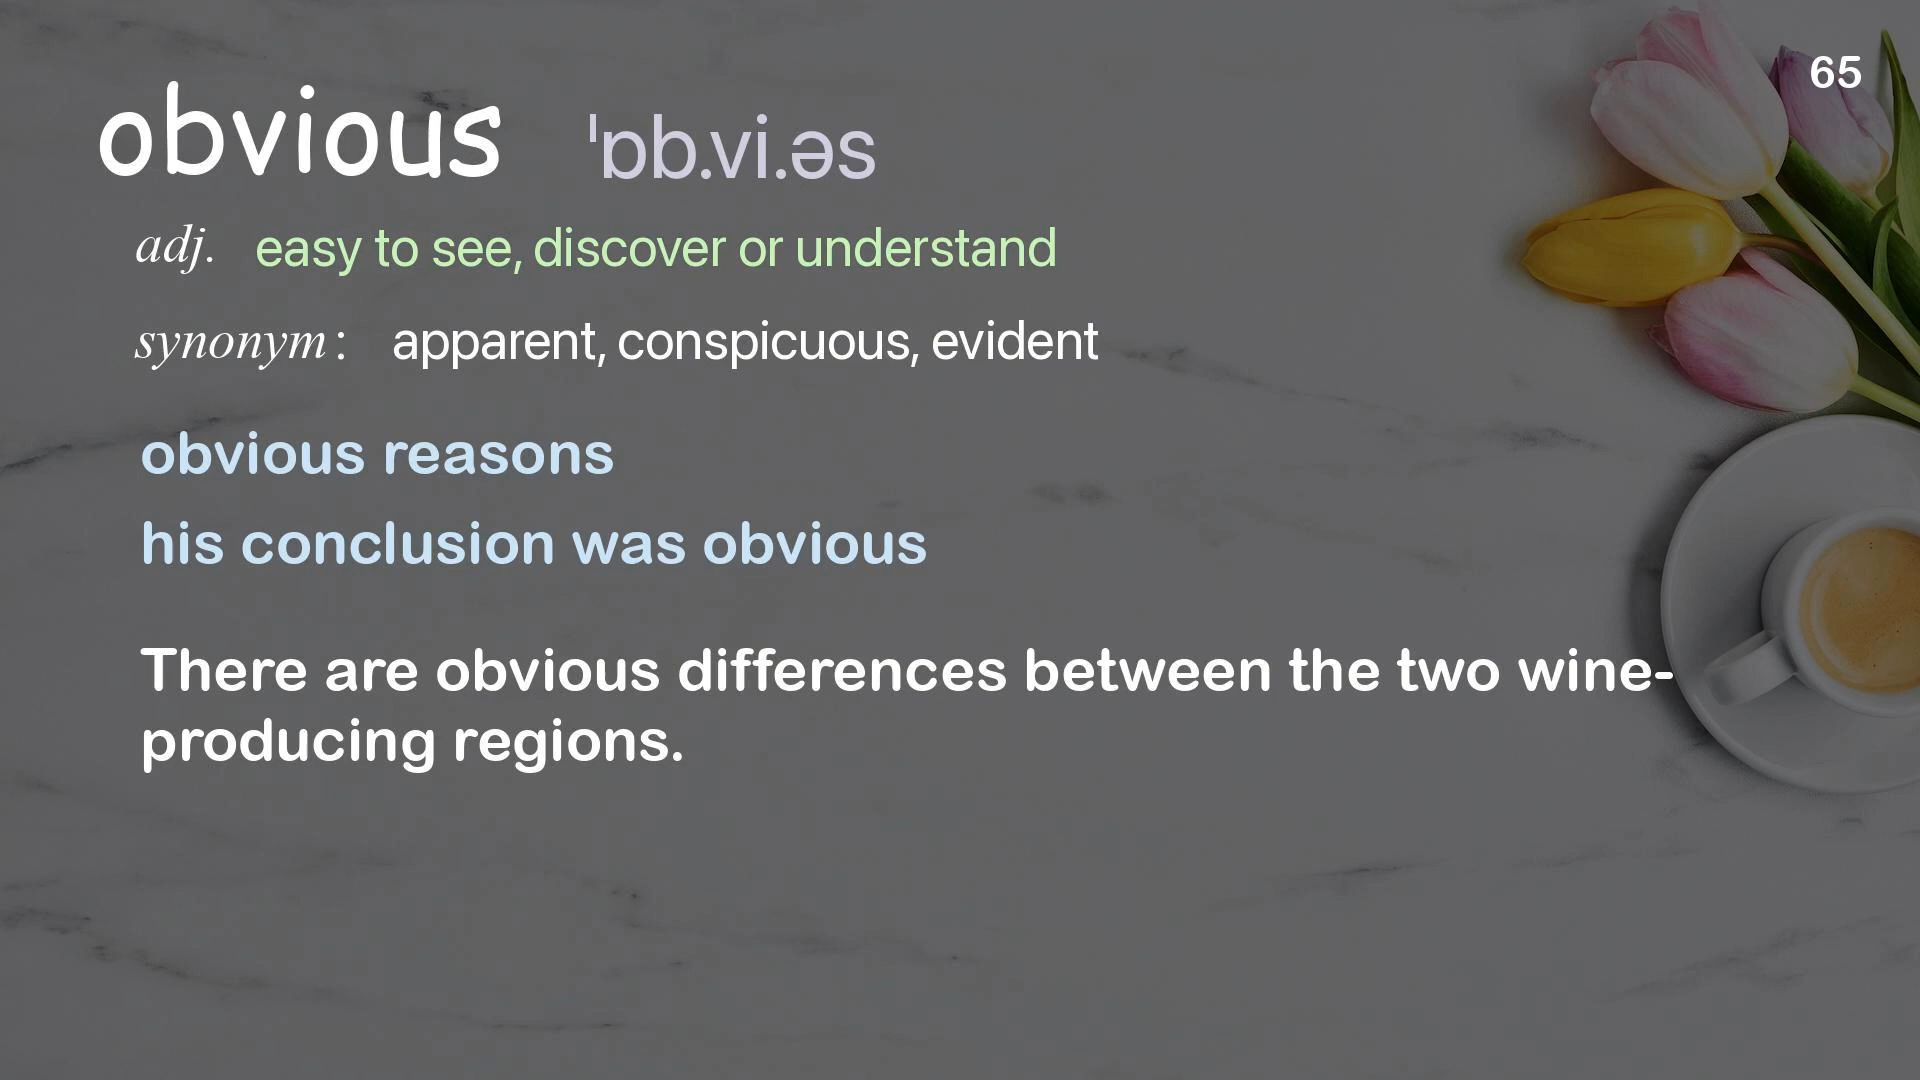 65
obvious ˈɒb.vi.əs
adj. easy to see, discover or understand
synonym: apparent, conspicuous, evident
obvious reasons
his conclusion was obvious
There are obvious differences between the two wine-
producing regions.